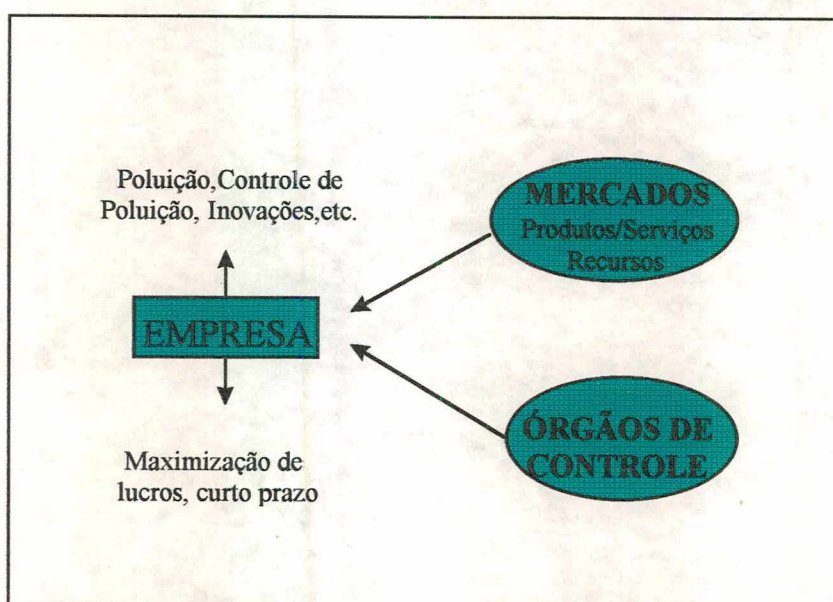 Poluição,Controle de
Poluição, Inovações,etc.
EMPRESA
Maximização de
lucros, curto prazo
MERCADOS
Produtos/Serviços
Recursos
ÓRGÃOS DE
CONTROLE